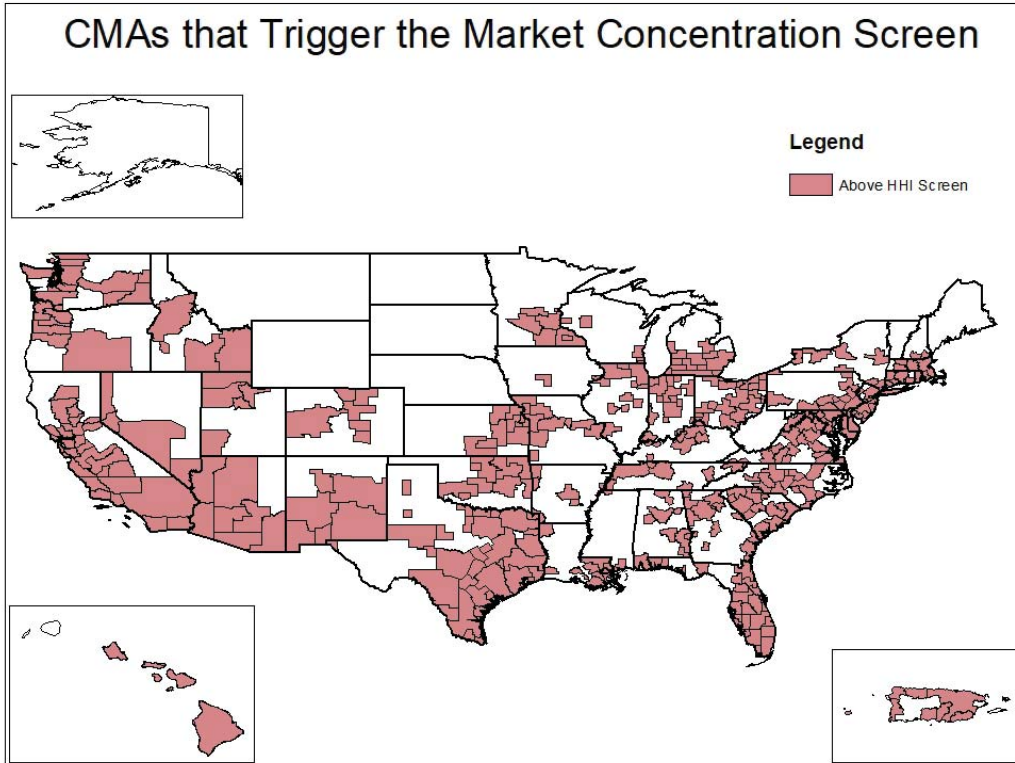 CMAs that Trigger the Market Concentration Screen
Legend
Above HHI Screen